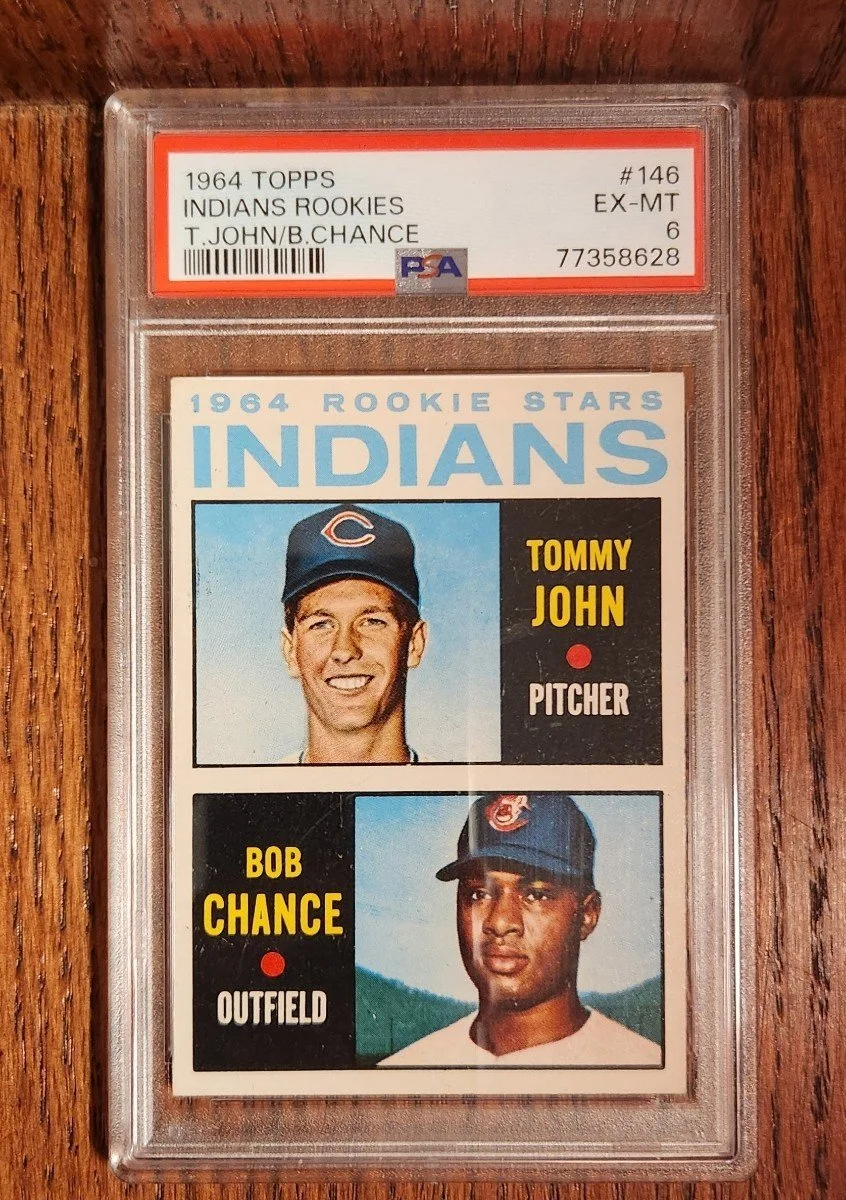 1964 TOPPS
#146
INDIANS ROOKIES
EX-MT
T.JOHN/B.CHANCE
6
PSA
77358628
1964 ROOKIE STARS
INDIANS
C
TOMMY
JOHN
PITCHER
BOB
CHANCE
OUTFIELD